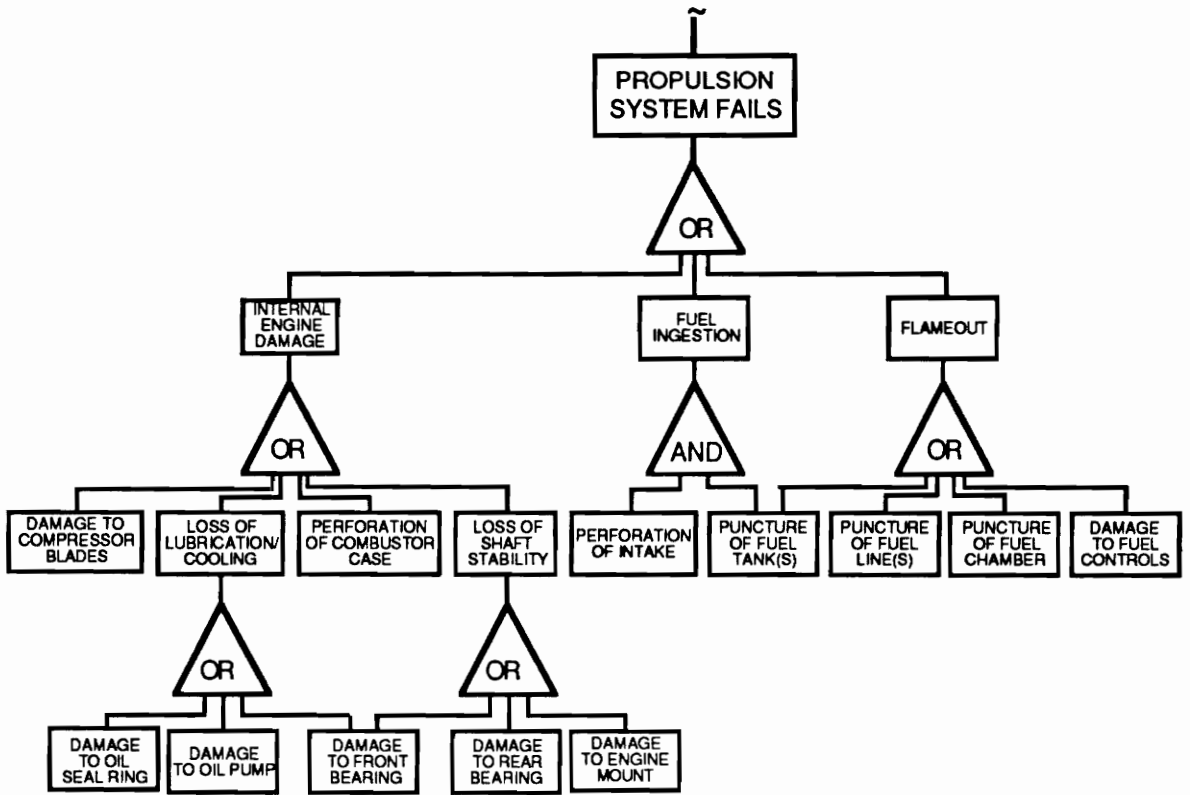 ~
PROPULSION
SYSTEM FAILS
OR
INTERNAL
ENGINE
DAMAGE
FUEL
INGESTION
FLAMEOUT
OR
AND
OR
DAMAGE TO
COMPRESSOR
BLADES
LOSS OF
LUBRICATION/
COOLING
PERFORATION
OF COMBUSTOR
CASE
LOSS OF
SHAFT
STABILITY
PERFORATION
OF INTAKE
PUNCTURE
OF FUEL
TANK(S)
PUNCTURE
OF FUEL
LINE(S)
PUNCTURE
OF FUEL
CHAMBER
DAMAGE
TO FUEL
CONTROLS
OR
OR
DAMAGE
TO OIL
SEAL RING
DAMAGE
TO OIL PUMP
DAMAGE
TO FRONT
BEARING
DAMAGE
TO REAR
BEARING
DAMAGE
TO ENGINE
MOUNT